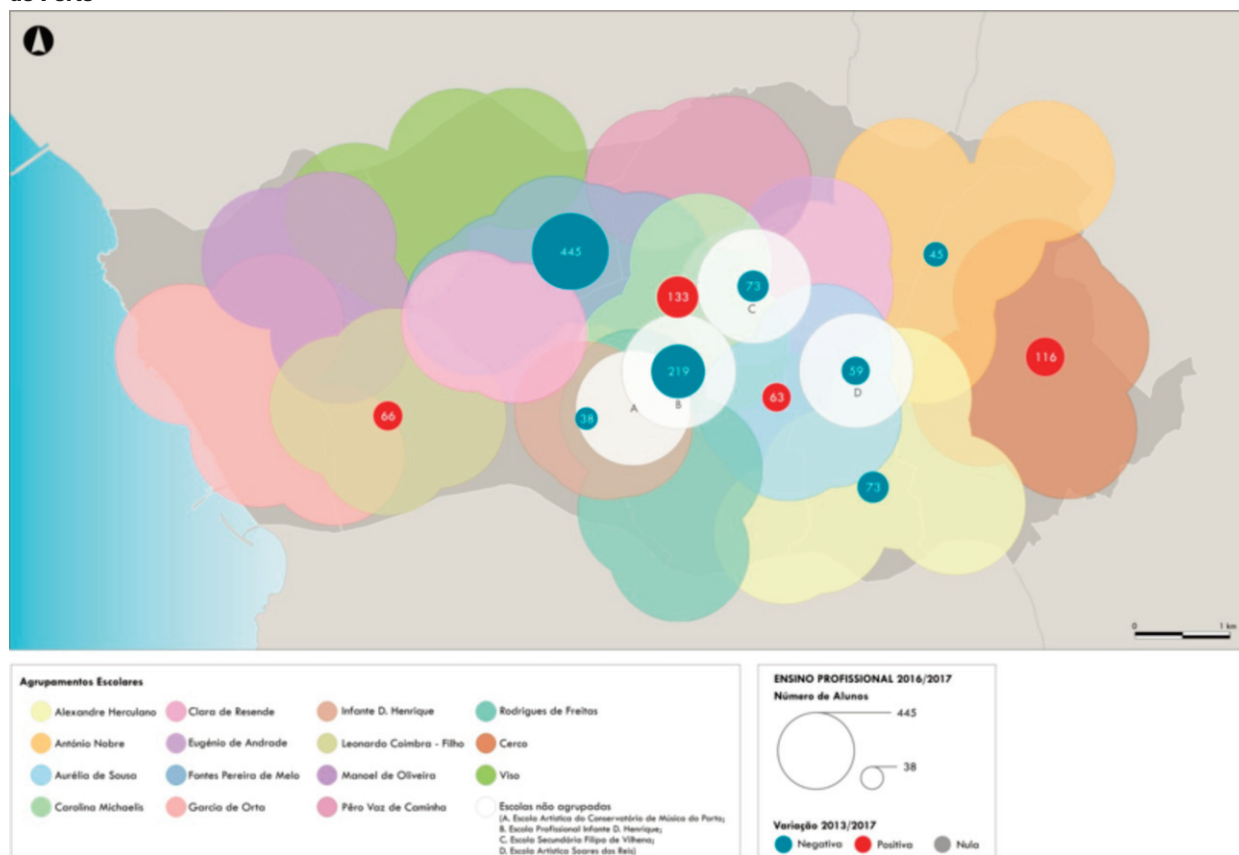 do Porto
445
133
73
C
45
116
219
B
A
38
63
59
D
66
73
0 1 km
Agrupamentos Escolares
Alexandre Herculano
António Nobre
Aurélia de Sousa
Carolina Michaelis
Clara de Resende
Eugénio de Andrade
Fontes Pereira de Melo
Garcia de Orta
Infante D. Henrique
Leonardo Coimbra - Filho
Manoel de Oliveira
Pêro Vaz de Caminha
Rodrigues de Freitas
Cerco
Viso
Escolas não agrupadas
(A. Escola Artística do Conservatório de Música do Porto;
B. Escola Profissional Infante D. Henrique;
C. Escola Secundária Filipa de Vilhena;
D. Escola Artística Soares dos Reis)
ENSINO PROFISSIONAL 2016/2017
Número de Alunos
445
38
Variação 2013/2017
Negativa Positiva Nula